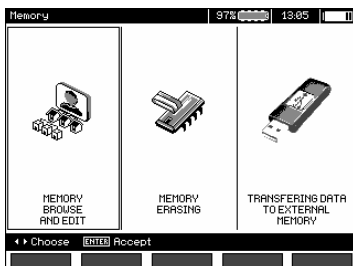 Memory 97% 13:05
MEMORY
BROWSE
AND EDIT
MEMORY
ERASING
TRANSFERING DATA
TO EXTERNAL
MEMORY
Choose ENTER Accept